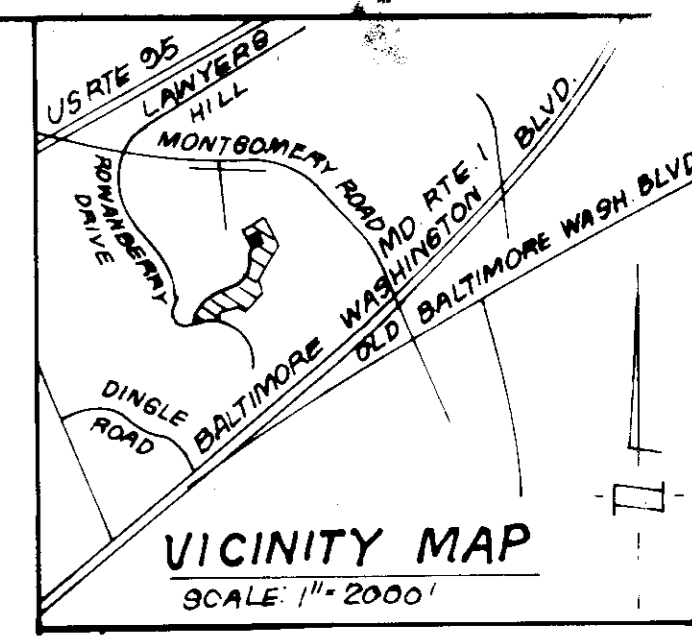 US RTE 95
LAWYERS
HILL
MONTGOMERY ROAD
ROWANBERRY
DRIVE
MD. RTE. 1
BALTIMORE WASHINGTON BLVD.
OLD BALTIMORE WASH. BLVD
DINGLE
ROAD
VICINITY MAP
SCALE: 1"=2000'